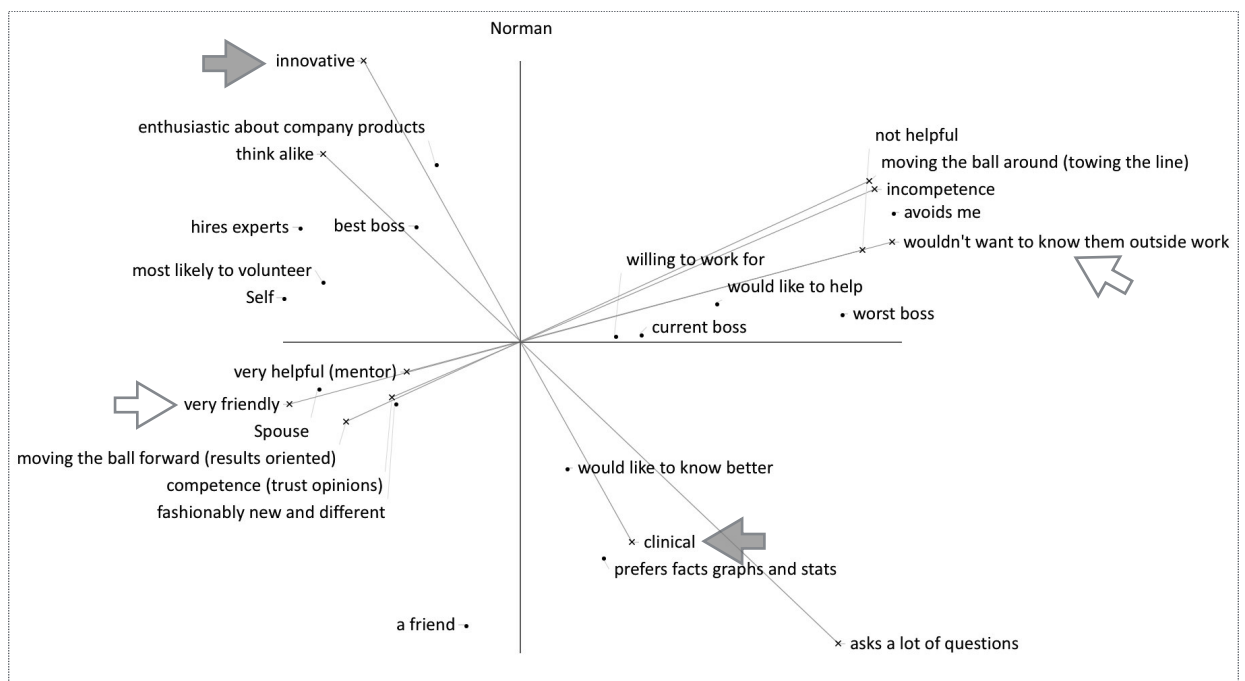 Norman
innovative
enthusiastic about company products
think alike
not helpful
moving the ball around (towing the line)
incompetence
avoids me
hires experts
best boss
wouldn't want to know them outside work
willing to work for
most likely to volunteer
would like to help
Self
worst boss
current boss
very helpful (mentor)
very friendly
Spouse
moving the ball forward (results oriented)
would like to know better
competence (trust opinions)
fashionably new and different
clinical
prefers facts graphs and stats
a friend
asks a lot of questions